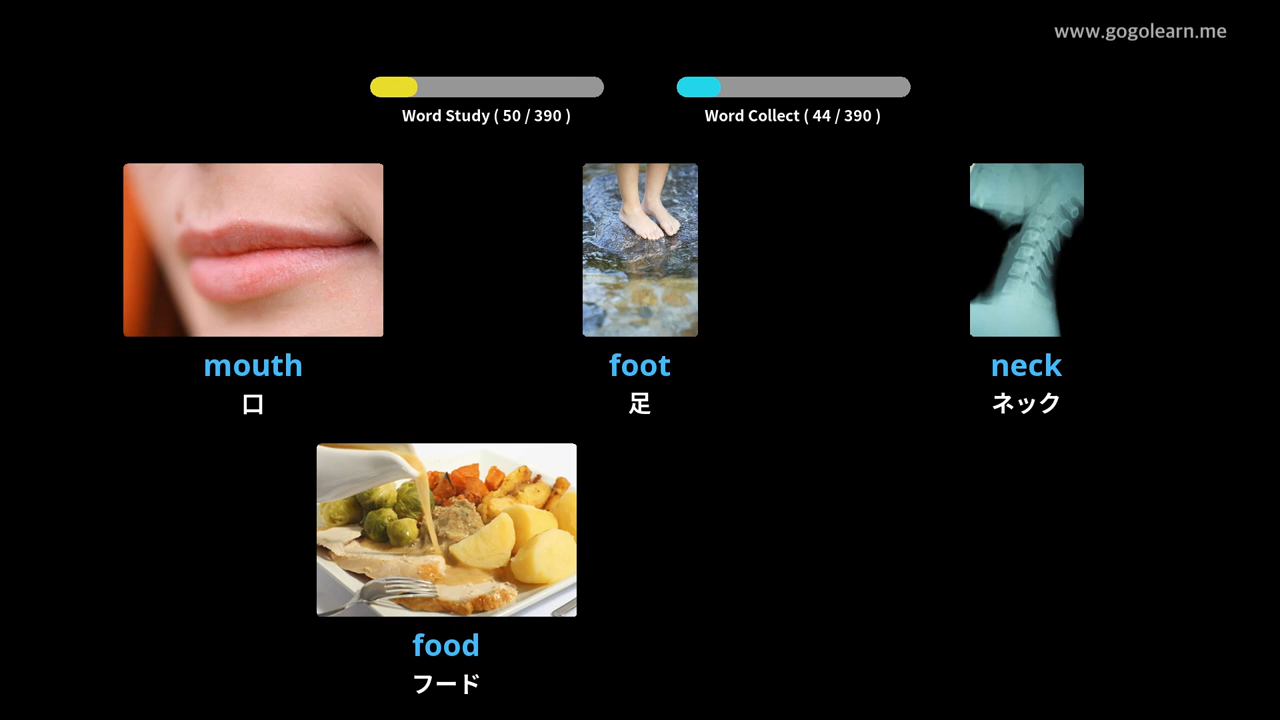 www.gogolearn.me
Word Study ( 50 / 390 )
Word Collect ( 44 / 390 )
mouth
口
foot
足
neck
ネック
food
フード